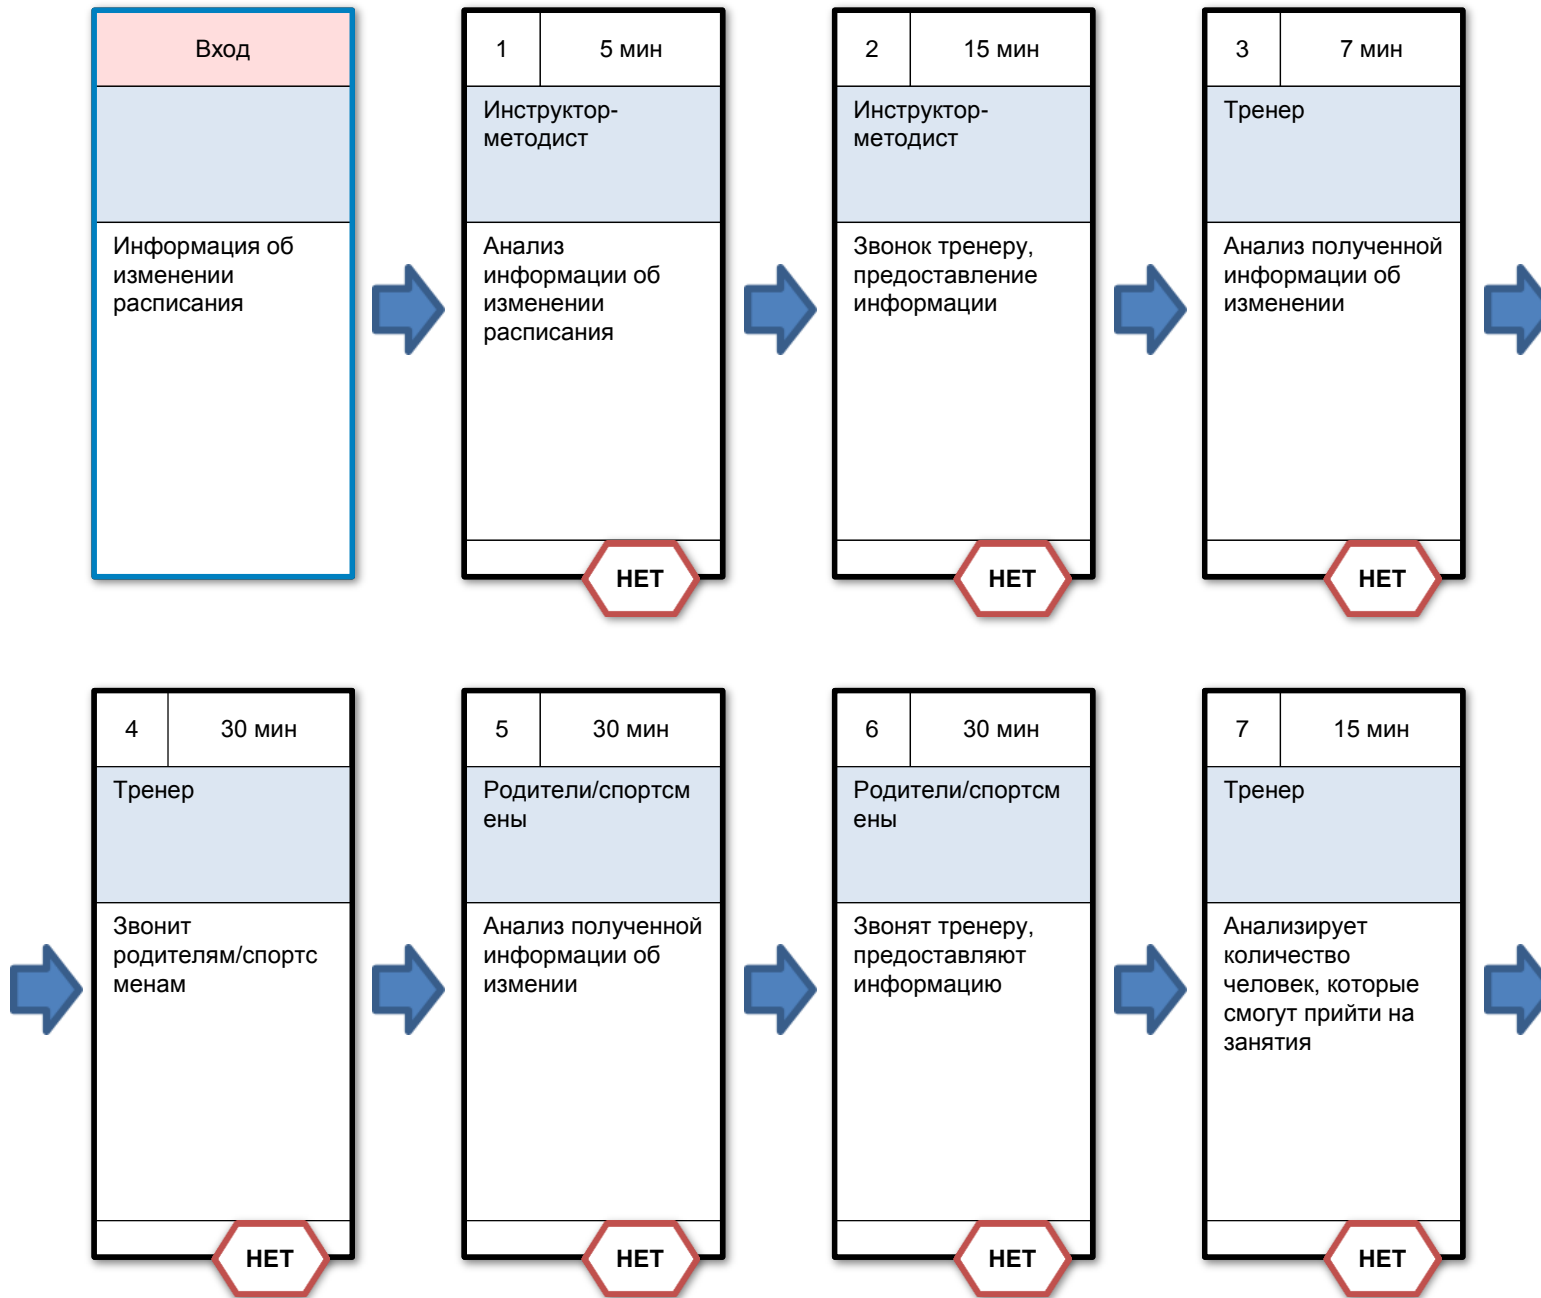 Вход
1 5 мин
2 15 мин
3 7 мин
Инструктор-
методист
Инструктор-
методист
Тренер
Информация об
изменении
расписания
Анализ
информации об
изменении
расписания
Звонок тренеру,
предоставление
информации
Анализ полученной
информации об
изменении
НЕТ
НЕТ
НЕТ
4 30 мин
5 30 мин
6 30 мин
7 15 мин
Тренер
Родители/спортсм
ены
Родители/спортсм
ены
Тренер
Звонит
родителям/спортс
менам
Анализ полученной
информации об
измении
Звонят тренеру,
предоставляют
информацию
Анализирует
количество
человек, которые
смогут прийти на
занятия
НЕТ
НЕТ
НЕТ
НЕТ